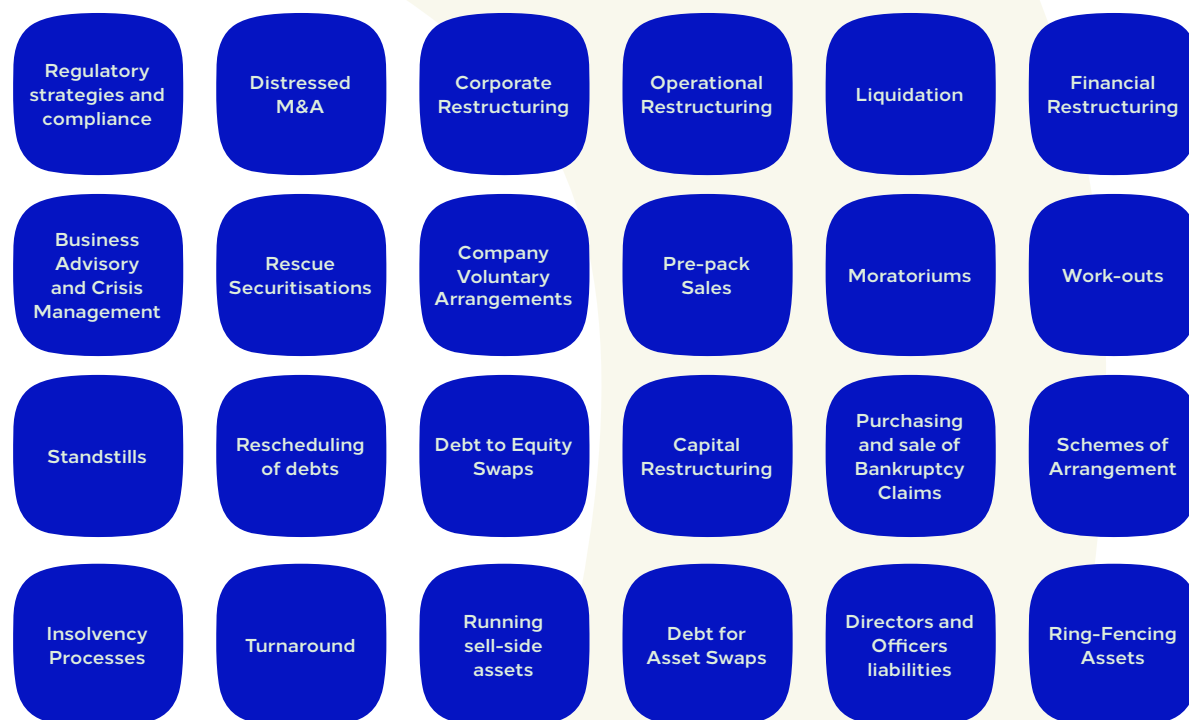 Regulatory
strategies and
compliance
Distressed
M&A
Corporate
Restructuring
Operational
Restructuring
Liquidation
Financial
Restructuring
Business
Advisory
and Crisis
Management
Rescue
Securitisations
Company
Voluntary
Arrangements
Pre-pack
Sales
Moratoriums
Work-outs
Standstills
Rescheduling
of debts
Debt to Equity
Swaps
Capital
Restructuring
Purchasing
and sale of
Bankruptcy
Claims
Schemes of
Arrangement
Insolvency
Processes
Turnaround
Running
sell-side
assets
Debt for
Asset Swaps
Directors and
Officers
liabilities
Ring-Fencing
Assets